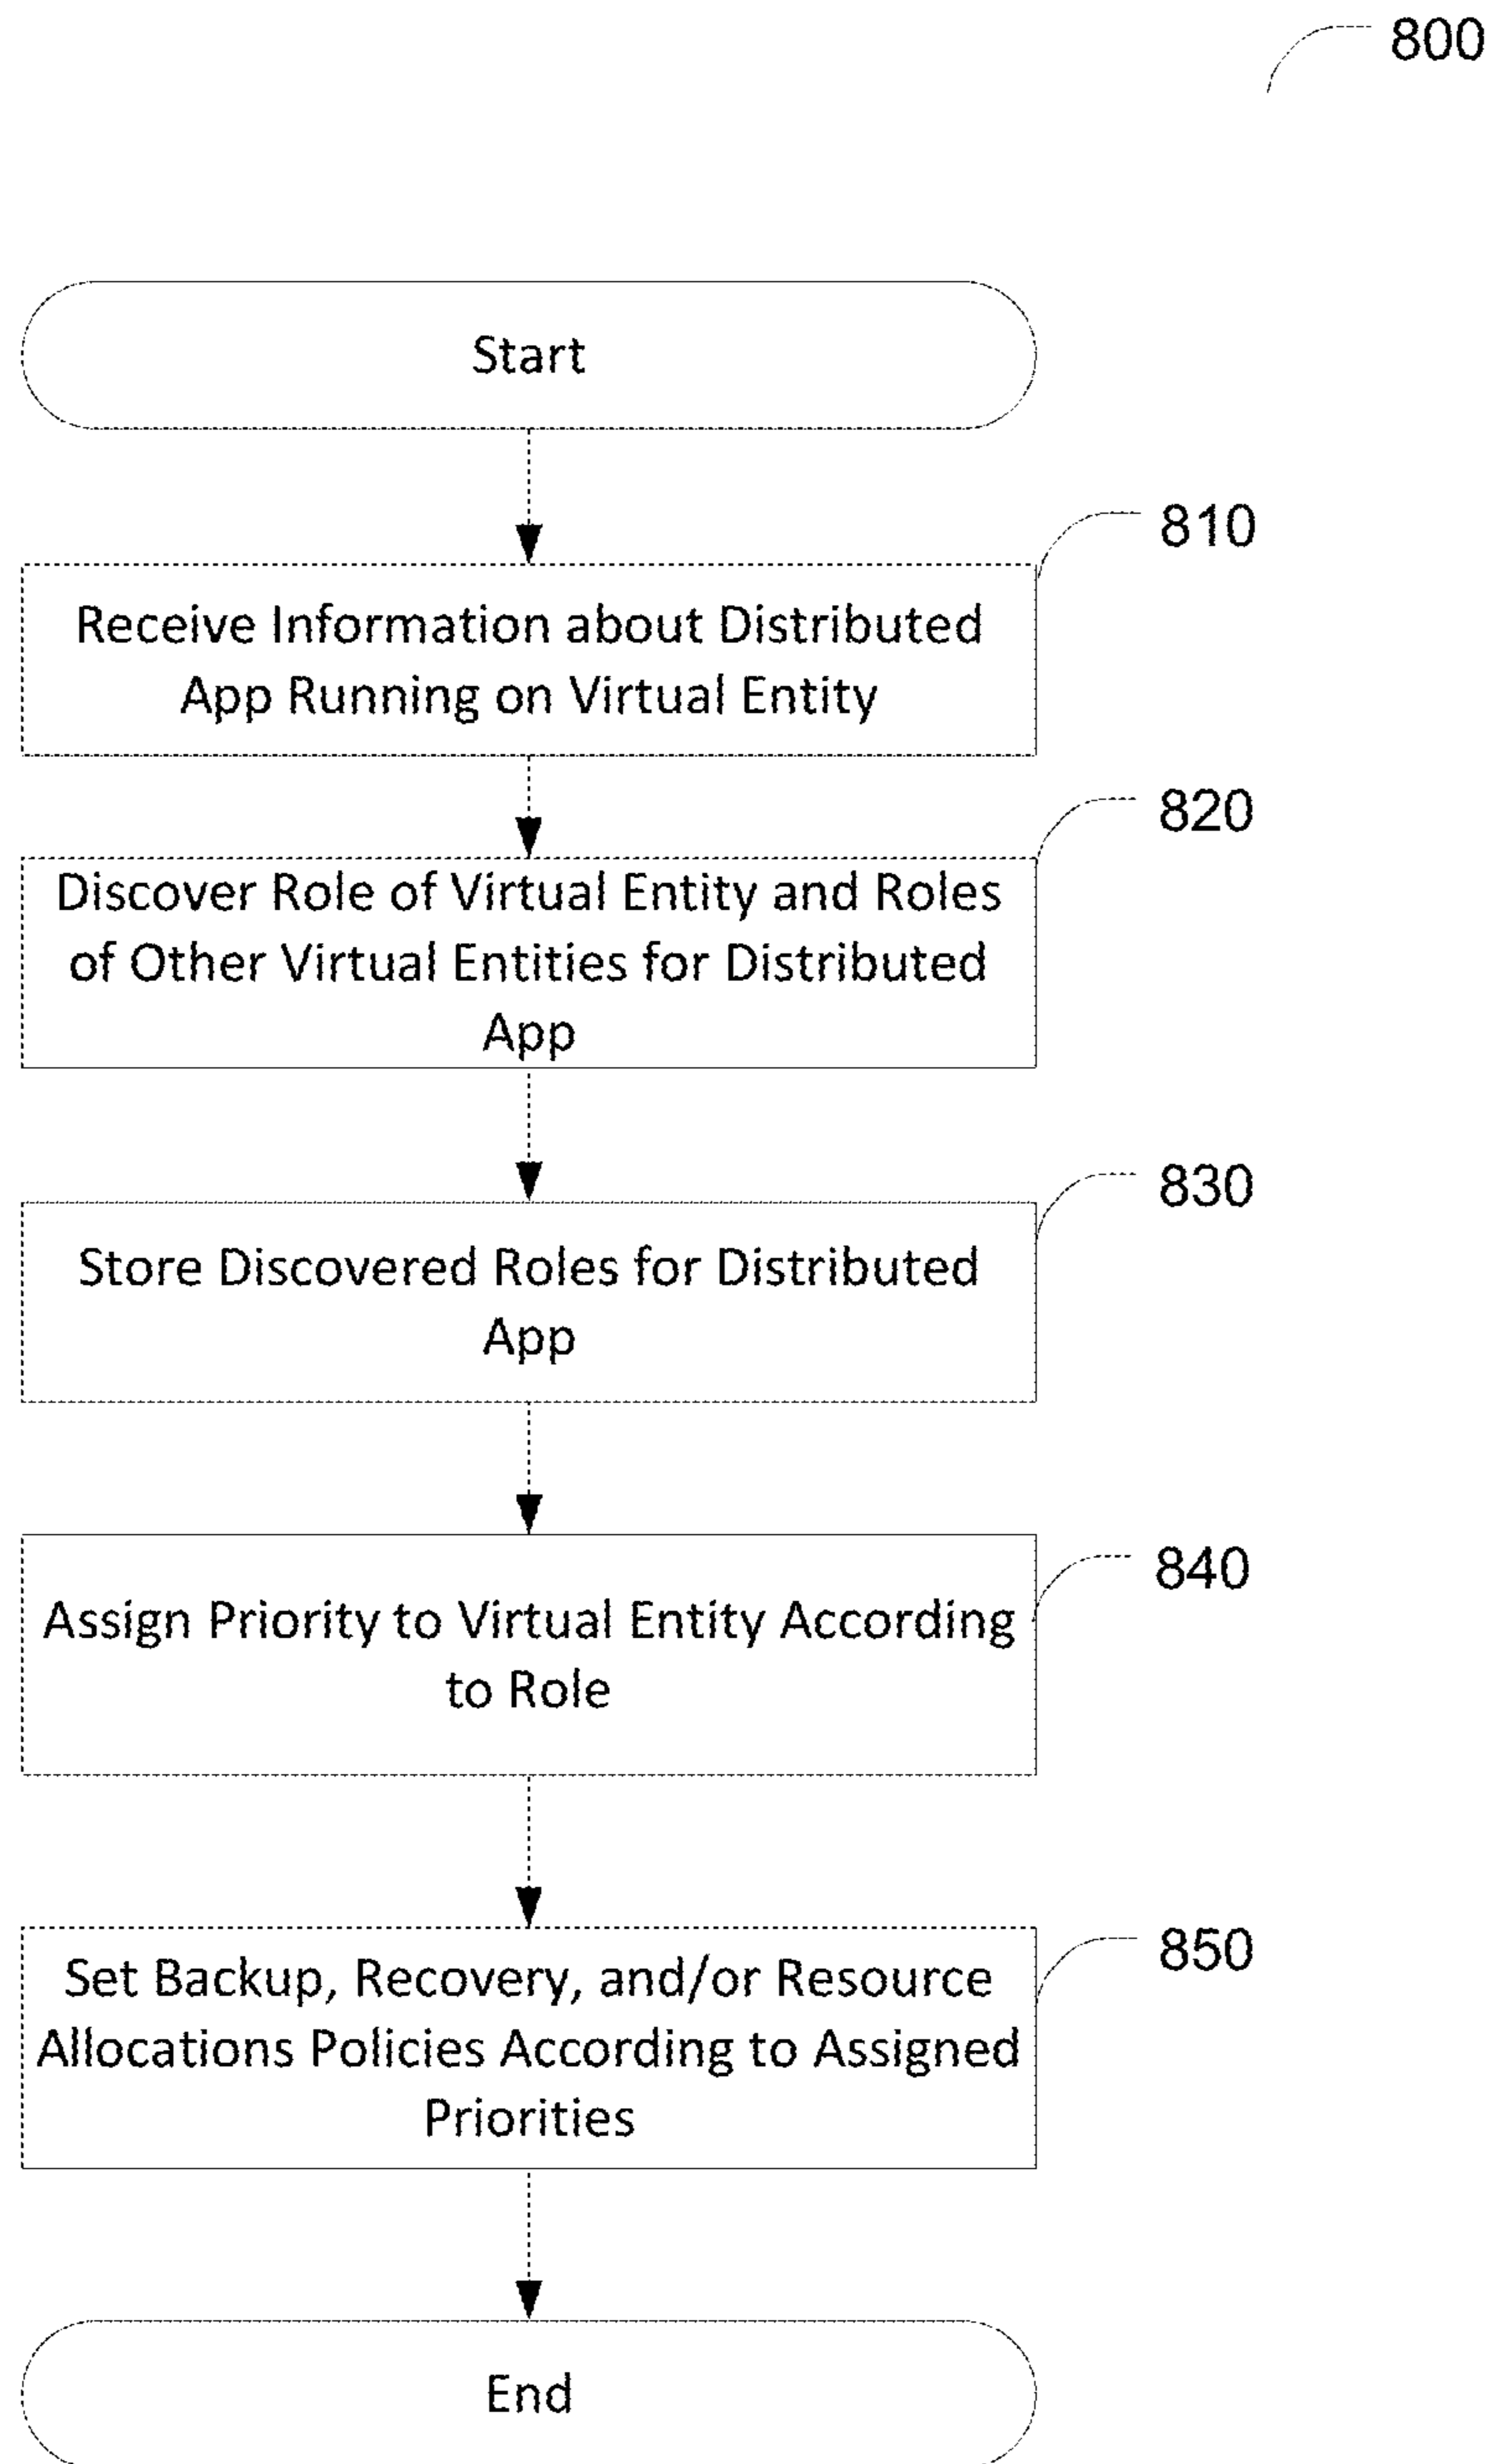 800
Start
810
Receive Information about Distributed
App Running on Virtual Entity
820
Discover Role of Virtual Entity and Roles
of Other Virtual Entities for Distributed
App
830
Store Discovered Roles for Distributed
App
840
Assign Priority to Virtual Entity According
to Role
850
Set Backup, Recovery, and/or Resource
Allocations Policies According to Assigned
Priorities
End